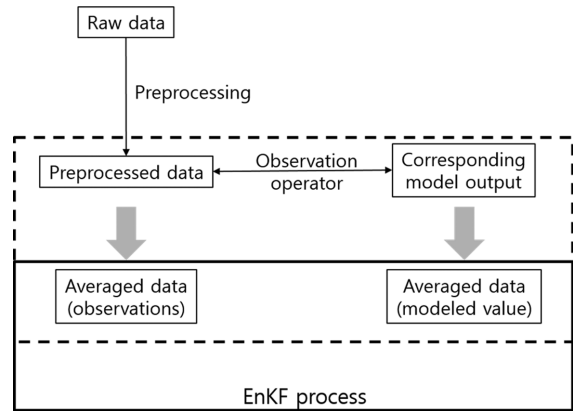 Raw data
Preprocessing
Preprocessed data
Observation
operator
Corresponding
model output
Averaged data
(observations)
Averaged data
(modeled value)
EnKF process